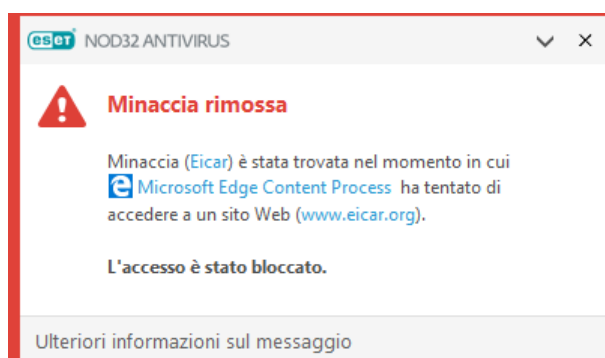 eset NOD32 ANTIVIRUS
Minaccia rimossa
Minaccia (Eicar) è stata trovata nel momento in cui
Microsoft Edge Content Process ha tentato di
accedere a un sito Web (www.eicar.org).
L'accesso è stato bloccato.
Ulteriori informazioni sul messaggio